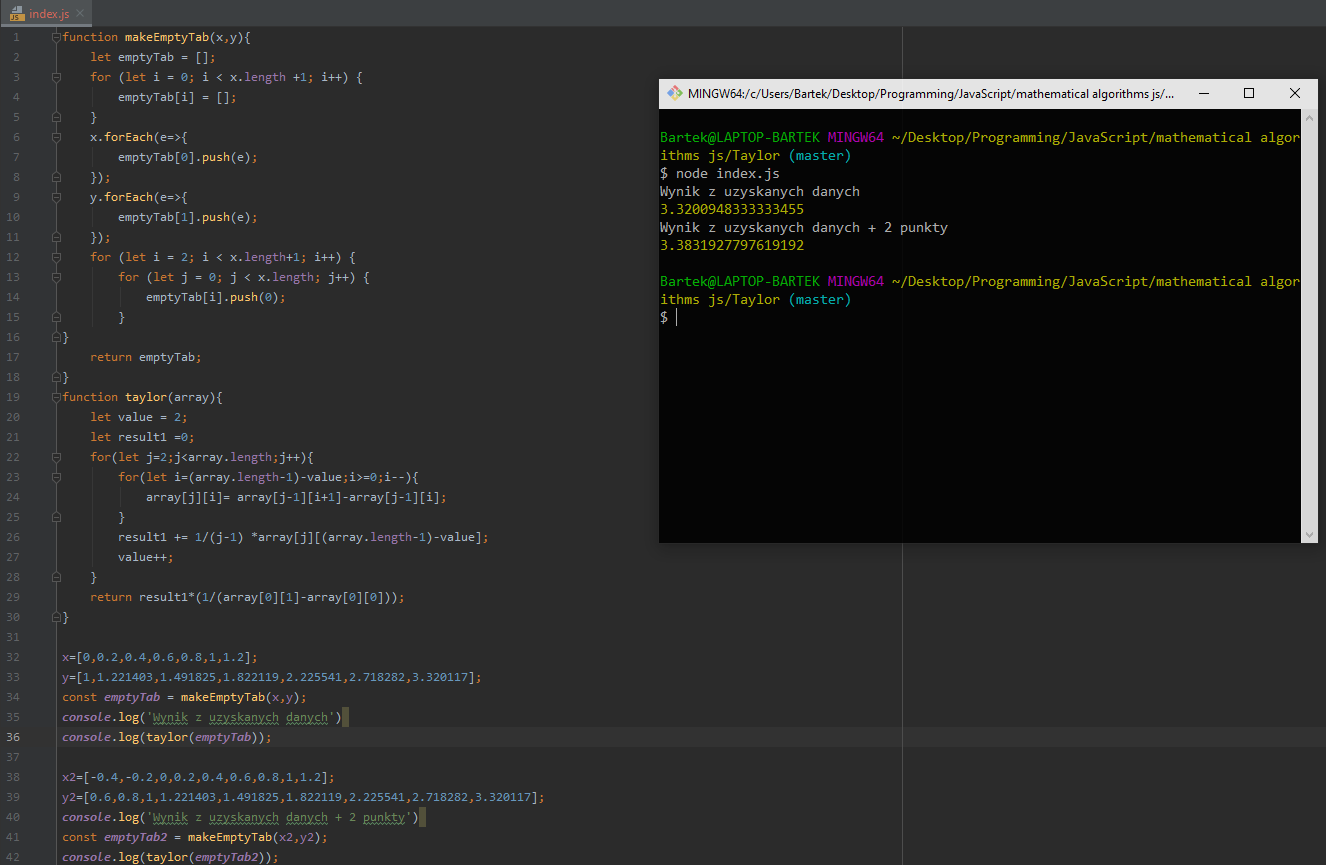 index.js
1 function makeEmptyTab(x,y){
2 let emptyTab = [];
3 for (let i = 0; i < x.length +1; i++) {
4 emptyTab[i] = [];
5 }
6 x.forEach(e=>{
7 emptyTab[0].push(e);
8 });
9 y.forEach(e=>{
10 emptyTab[1].push(e);
11 });
12 for (let i = 2; i < x.length+1; i++) {
13 for (let j = 0; j < x.length; j++) {
14 emptyTab[i].push(0);
15 }
16 }
17 return emptyTab;
18 }
19 function taylor(array){
20 let value = 2;
21 let result1 =0;
22 for(let j=2;j<array.length;j++){
23 for(let i=(array.length-1)-value;i>=0;i--){
24 array[j][i]= array[j-1][i+1]-array[j-1][i];
25 }
26 result1 += 1/(j-1) *array[j][(array.length-1)-value];
27 value++;
28 }
29 return result1*(1/(array[0][1]-array[0][0]));
30 }
31
32 x=[0,0.2,0.4,0.6,0.8,1,1.2];
33 y=[1,1.221403,1.491825,1.822119,2.225541,2.718282,3.320117];
34 const emptyTab = makeEmptyTab(x,y);
35 console.log('Wynik z uzyskanych danych')
36 console.log(taylor(emptyTab));
37
38 x2=[-0.4,-0.2,0,0.2,0.4,0.6,0.8,1,1.2];
39 y2=[0.6,0.8,1,1.221403,1.491825,1.822119,2.225541,2.718282,3.320117];
40 console.log('Wynik z uzyskanych danych + 2 punkty')
41 const emptyTab2 = makeEmptyTab(x2,y2);
42 console.log(taylor(emptyTab2));
MINGW64:/c/Users/Bartek/Desktop/Programming/JavaScript/mathematical algorithms js/...
Bartek@LAPTOP-BARTEK MINGW64 ~/Desktop/Programming/JavaScript/mathematical algor
ithms js/Taylor (master)
$ node index.js
Wynik z uzyskanych danych
3.3200948333333455
Wynik z uzyskanych danych + 2 punkty
3.3831927797619192
Bartek@LAPTOP-BARTEK MINGW64 ~/Desktop/Programming/JavaScript/mathematical algor
ithms js/Taylor (master)
$